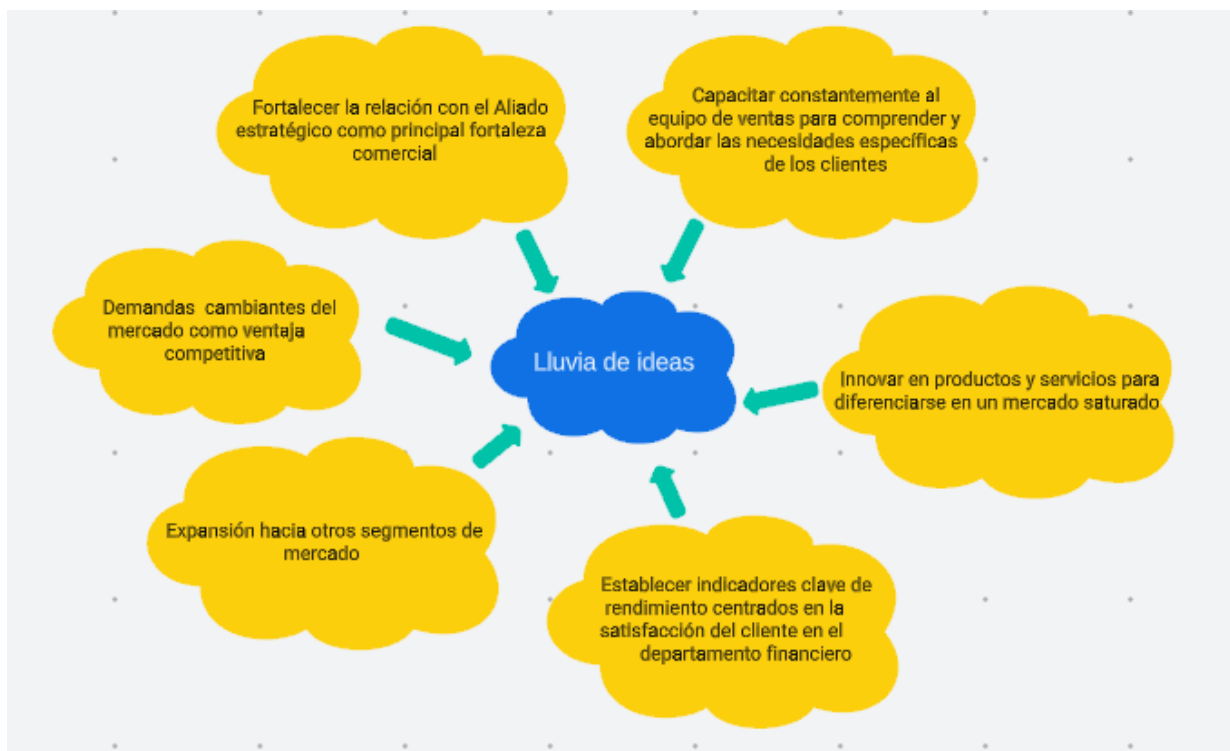 Fortalecer la relación con el Aliado
estratégico como principal fortaleza
comercial
Capacitar constantemente al
equipo de ventas para comprender y
abordar las necesidades específicas
de los clientes
Demandas cambiantes del
mercado como ventaja
competitiva
Lluvia de ideas
Innovar en productos y servicios para
diferenciarse en un mercado saturado
Expansión hacia otros segmentos de
mercado
Establecer indicadores clave de
rendimiento centrados en la
satisfacción del cliente en el
departamento financiero